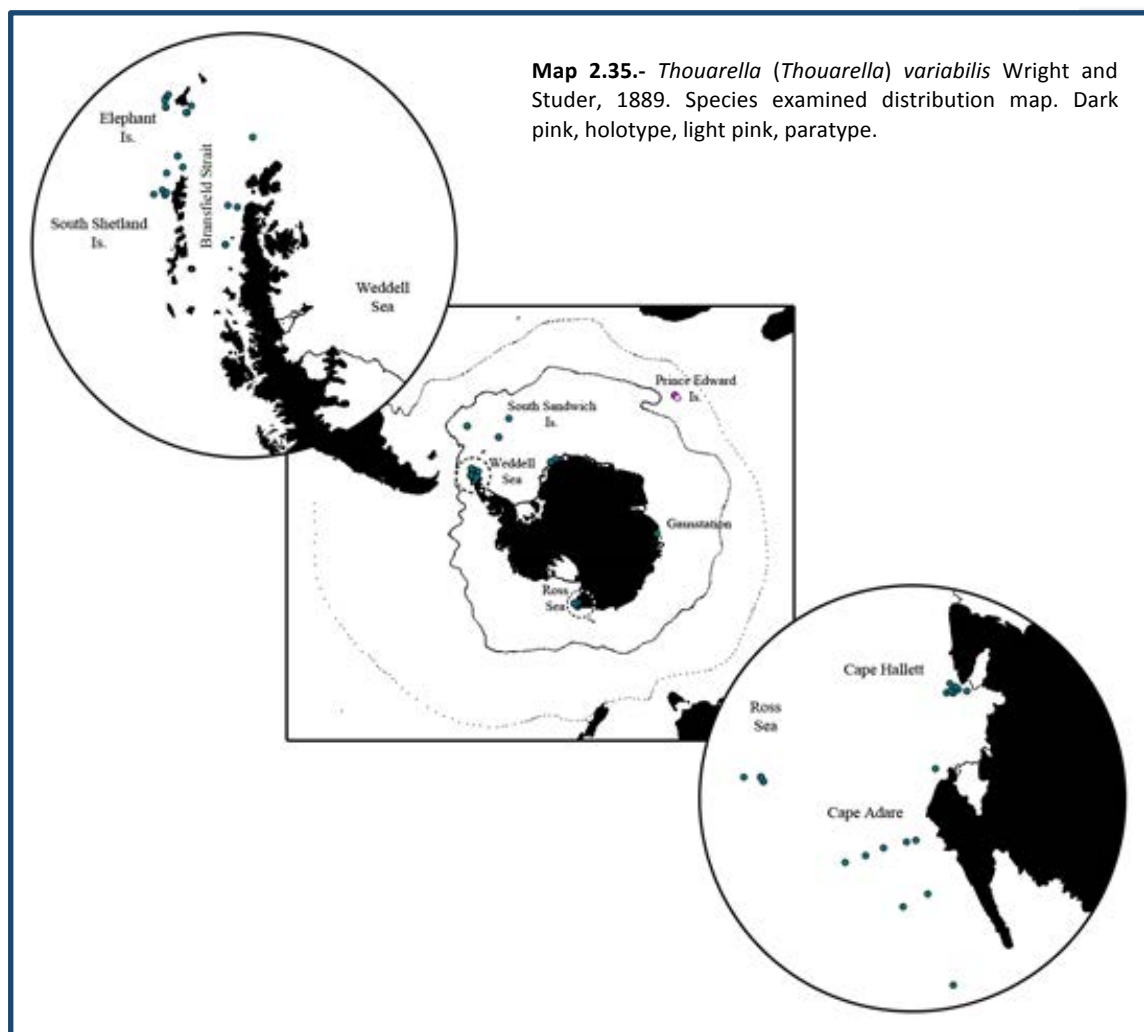 Map 2.35.- Thouarella (Thouarella) variabilis Wright and
Studer, 1889. Species examined distribution map. Dark
pink, holotype, light pink, paratype.
Elephant
Is.
Bransfield Strait
South Shetland
Is.
Weddell
Sea
Prince Edward
Is.
South Sandwich
Is.
Weddell
Sea
Gaussstation
Ross
Sea
Cape Hallett
Ross
Sea
Cape Adare